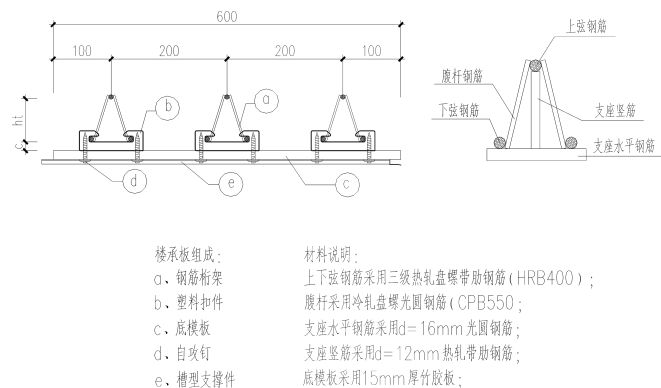 600
100
200
200
100
ht
c
b
a
d
e
c
上弦钢筋
腹杆钢筋
下弦钢筋
支座竖筋
支座水平钢筋
楼承板组成:
a、钢筋桁架
b、塑料扣件
c、底模板
d、自攻钉
e、槽型支撑件
材料说明:
上下弦钢筋采用三级热轧盘螺带肋钢筋(HRB400);
腹杆采用冷轧盘螺光圆钢筋(CPB550;
支座水平钢筋采用d=16mm光圆钢筋;
支座竖筋采用d=12mm热轧带肋钢筋;
底模板采用15mm厚竹胶板;